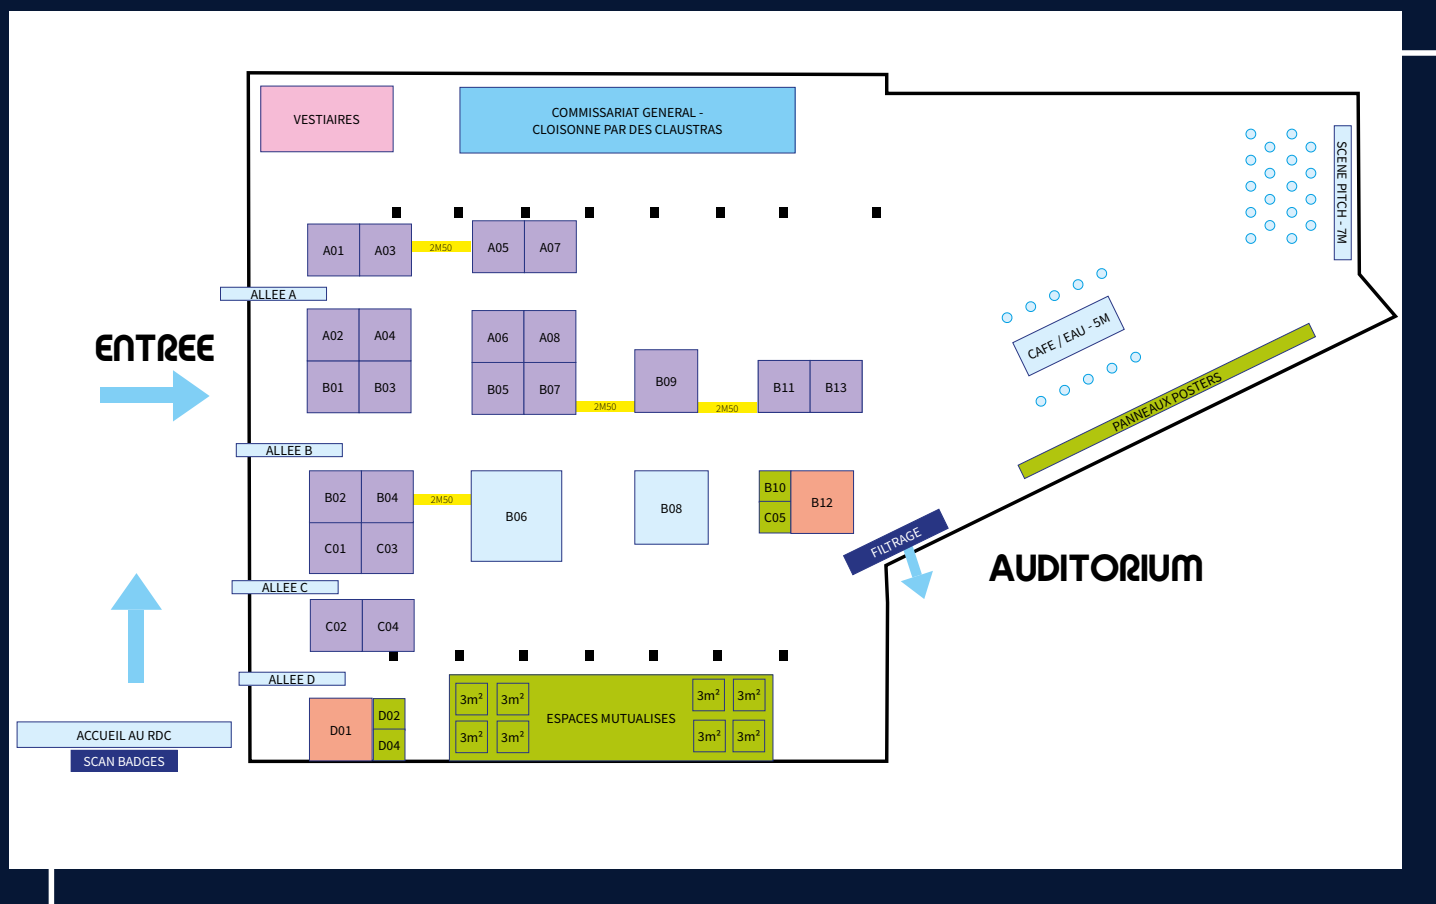 VESTIAIRES
COMMISSARIAT GENERAL -
CLOISONNE PAR DES CLAUSTRAS
SCENE PITCH - 7M
A01
A03
2M50
A05
A07
ALLEE A
ENTREE
A02
A04
B01
B03
A06
A08
B05
B07
2M50
B09
2M50
B11
B13
CAFE / EAU - 5M
PANNEAUX POSTERS
ALLEE B
B02
B04
2M50
C01
C03
B06
B08
B10
C05
B12
FILTRAGE
AUDITORIUM
ALLEE C
C02
C04
ALLEE D
D01
D02
D04
3m²
3m²
3m²
3m²
ESPACES MUTUALISES
3m²
3m²
3m²
3m²
ACCUEIL AU RDC
SCAN BADGES